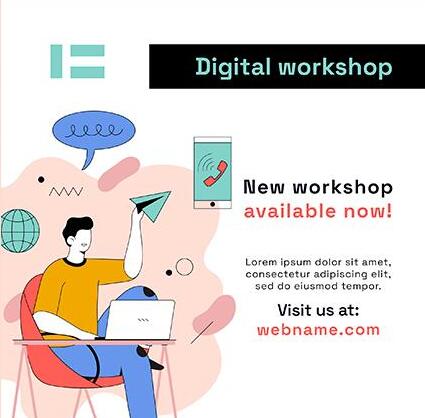 Digital workshop
New workshop
available now!
Lorem ipsum dolor sit amet,
consectetur adipiscing elit,
sed do eiusmod tempor.
Visit us at:
webname.com